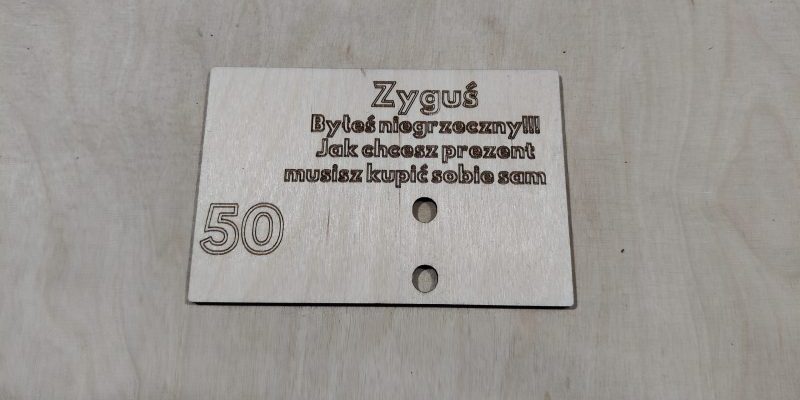 Zyguś
Byłeś niegrzeczny!!!
Jak chcesz prezent
musisz kupić sobie sam
50